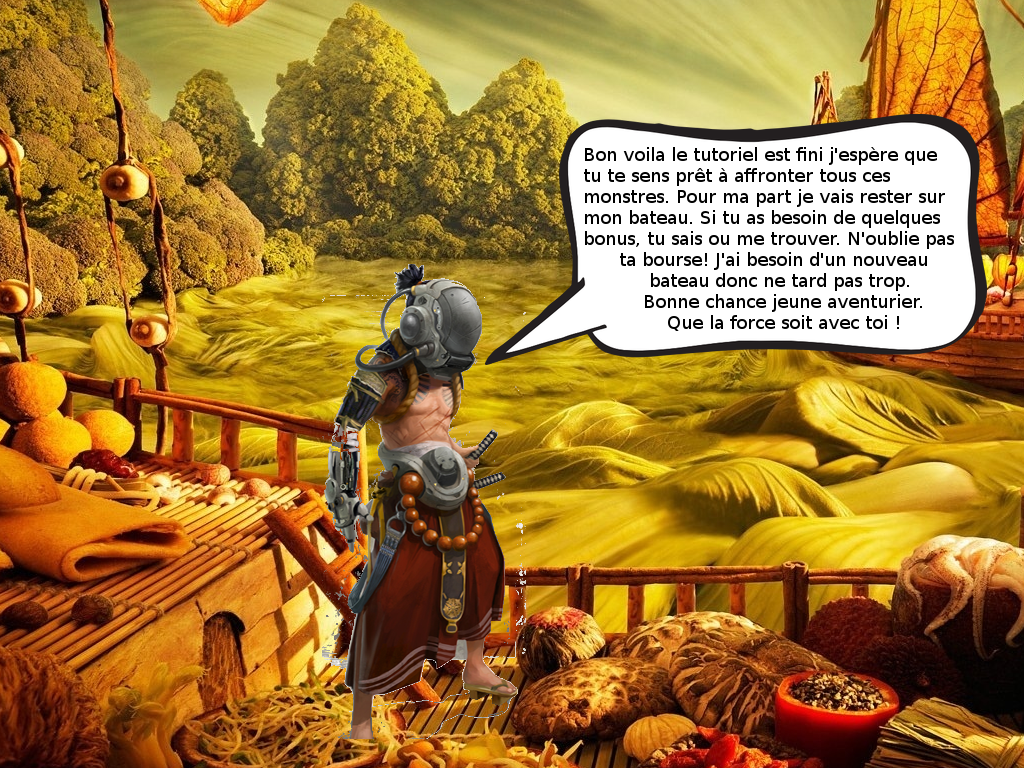 Bon voila le tutoriel est fini j'espère que
tu te sens prêt à affronter tous ces
monstres. Pour ma part je vais rester sur
mon bateau. Si tu as besoin de quelques
bonus, tu sais ou me trouver. N'oublie pas
ta bourse! J'ai besoin d'un nouveau
bateau donc ne tard pas trop.
Bonne chance jeune aventurier.
Que la force soit avec toi !